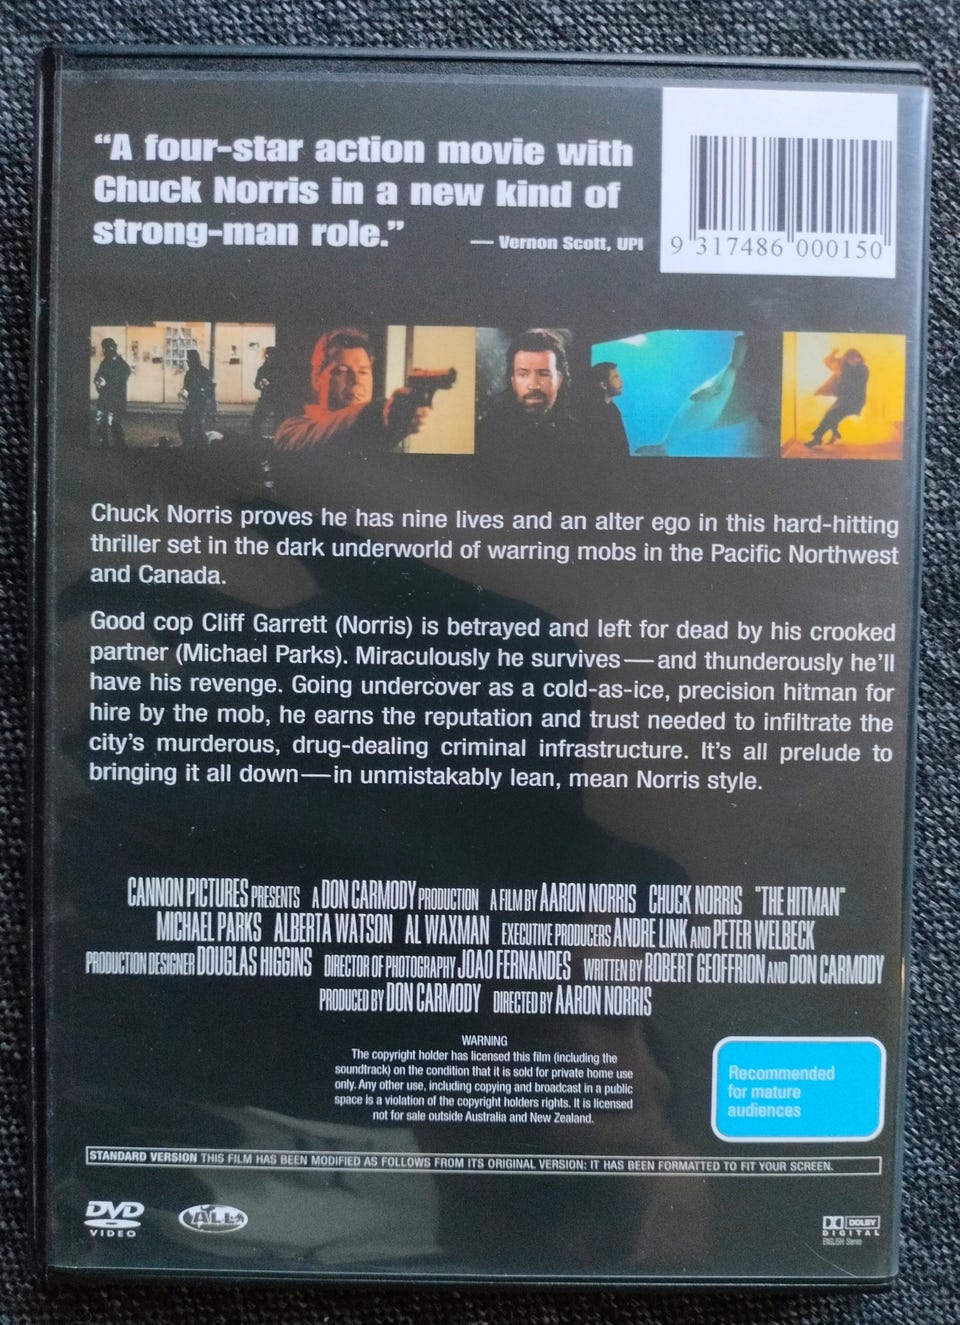 “A four-star action movie with
Chuck Norris in a new kind of
strong-man role.”
— Vernon Scott, UPI
9 317486 000150
Chuck Norris proves he has nine lives and an alter ego in this hard-hitting
thriller set in the dark underworld of warring mobs in the Pacific Northwest
and Canada.
Good cop Cliff Garrett (Norris) is betrayed and left for dead by his crooked
partner (Michael Parks). Miraculously he survives—and thunderously he’ll
have his revenge. Going undercover as a cold-as-ice, precision hitman for
hire by the mob, he earns the reputation and trust needed to infiltrate the
city’s murderous, drug-dealing criminal infrastructure. It’s all prelude to
bringing it all down—in unmistakably lean, mean Norris style.
CANNON PICTURES PRESENTS A DON CARMODY PRODUCTION A FILM BY AARON NORRIS CHUCK NORRIS "THE HITMAN"
MICHAEL PARKS ALBERTA WATSON AL WAXMAN EXECUTIVE PRODUCERS ANDRE LINK AND PETER WELBECK
PRODUCTION DESIGNER DOUGLAS HIGGINS DIRECTOR OF PHOTOGRAPHY JOAO FERNANDES WRITTEN BY ROBERT GEOFFRION AND DON CARMODY
PRODUCED BY DON CARMODY DIRECTED BY AARON NORRIS
WARNING
The copyright holder has licensed this film (including the
soundtrack) on the condition that it is sold for private home use
only. Any other use, including copying and broadcast in a public
space is a violation of the copyright holders rights. It is licensed
not for sale outside Australia and New Zealand.
Recommended
for mature
audiences
STANDARD VERSION THIS FILM HAS BEEN MODIFIED AS FOLLOWS FROM ITS ORIGINAL VERSION: IT HAS BEEN FORMATTED TO FIT YOUR SCREEN.
DVD
VIDEO
ALL
DOLBY
DIGITAL
ENGLISH Stereo